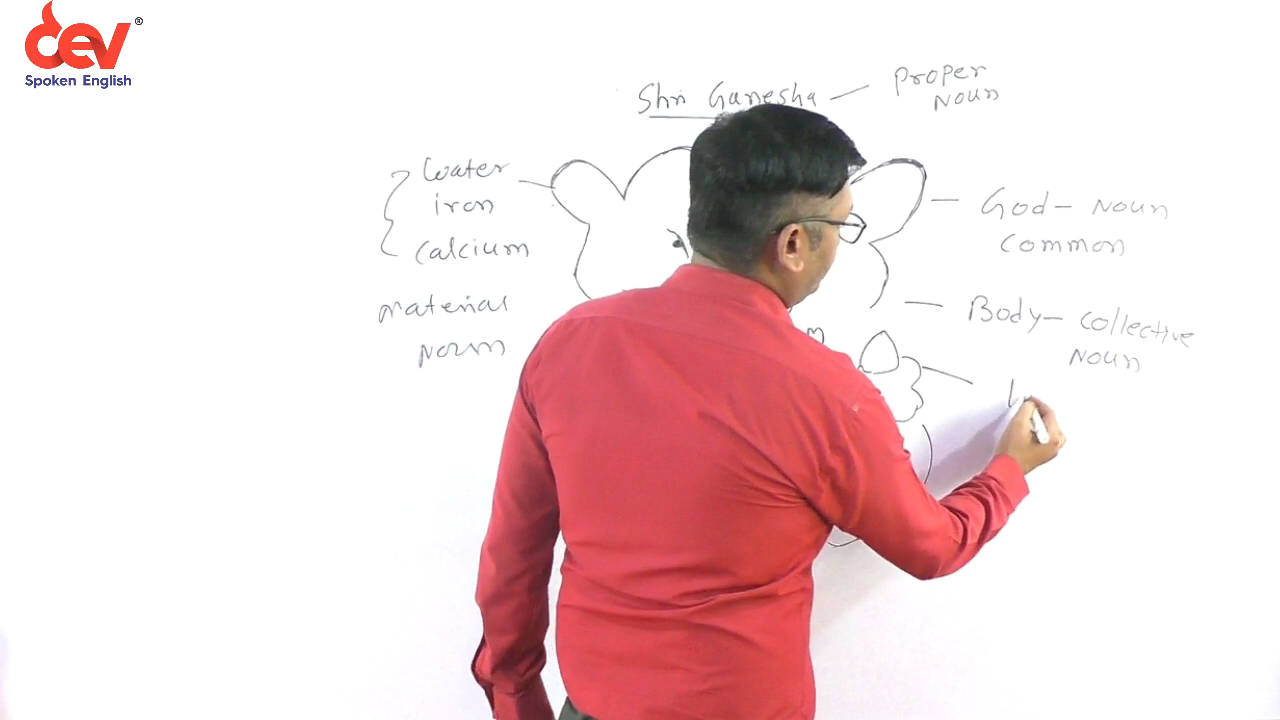 dev®
Spoken English
Shri Ganesha — Proper
Noun
water
iron
calcium
material
Noun
God — Noun
common
Body — collective
Noun